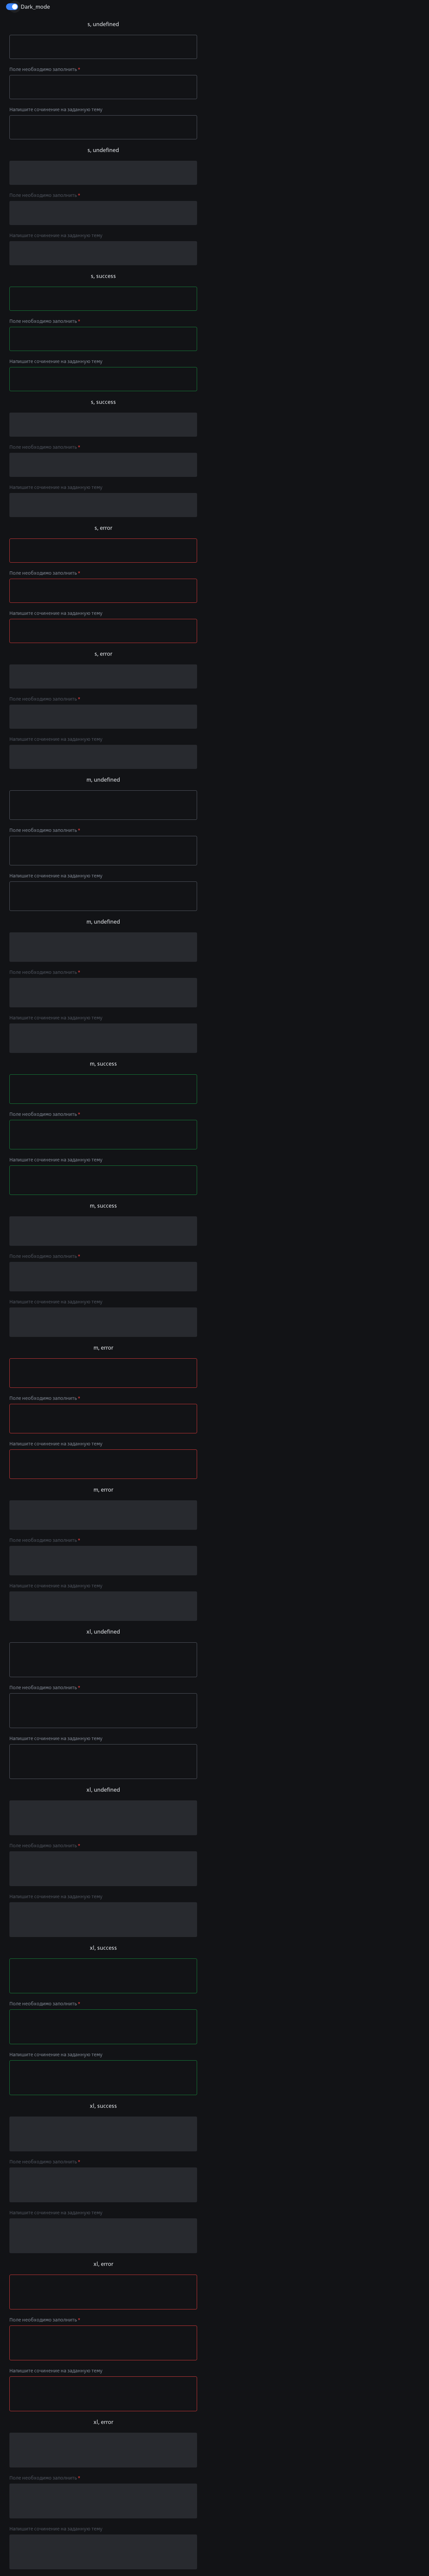 Dark_mode
s, undefined
Поле необходимо заполнить *
Напишите сочинение на заданную тему
s, undefined
Поле необходимо заполнить *
Напишите сочинение на заданную тему
s, success
Поле необходимо заполнить *
Напишите сочинение на заданную тему
s, success
Поле необходимо заполнить *
Напишите сочинение на заданную тему
s, error
Поле необходимо заполнить *
Напишите сочинение на заданную тему
s, error
Поле необходимо заполнить *
Напишите сочинение на заданную тему
m, undefined
Поле необходимо заполнить *
Напишите сочинение на заданную тему
m, undefined
Поле необходимо заполнить *
Напишите сочинение на заданную тему
m, success
Поле необходимо заполнить *
Напишите сочинение на заданную тему
m, success
Поле необходимо заполнить *
Напишите сочинение на заданную тему
m, error
Поле необходимо заполнить *
Напишите сочинение на заданную тему
m, error
Поле необходимо заполнить *
Напишите сочинение на заданную тему
xl, undefined
Поле необходимо заполнить *
Напишите сочинение на заданную тему
xl, undefined
Поле необходимо заполнить *
Напишите сочинение на заданную тему
xl, success
Поле необходимо заполнить *
Напишите сочинение на заданную тему
xl, success
Поле необходимо заполнить *
Напишите сочинение на заданную тему
xl, error
Поле необходимо заполнить *
Напишите сочинение на заданную тему
xl, error
Поле необходимо заполнить *
Напишите сочинение на заданную тему